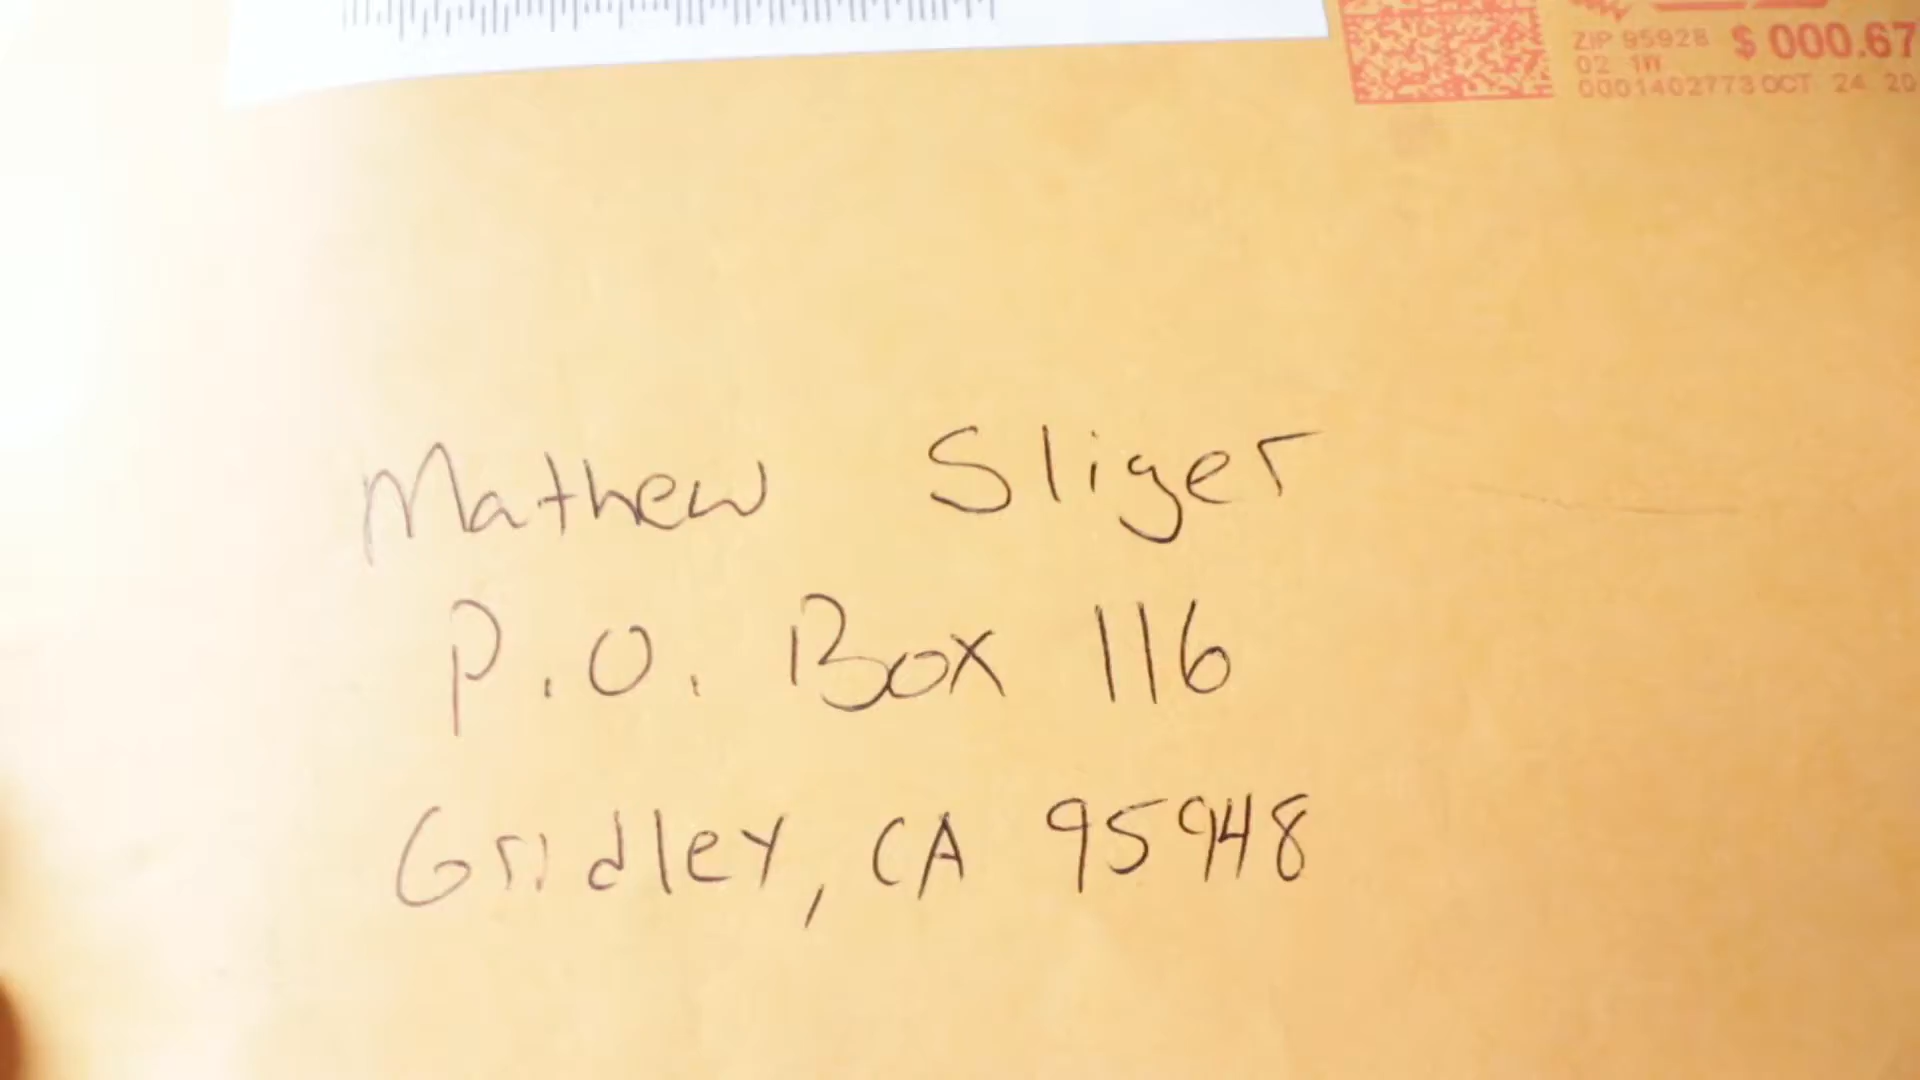 ZIP 95928 $ 000.67
02 1W
0001402773 OCT 24 20
Mathew Sliger
P.O. Box 116
Gridley, CA 95948